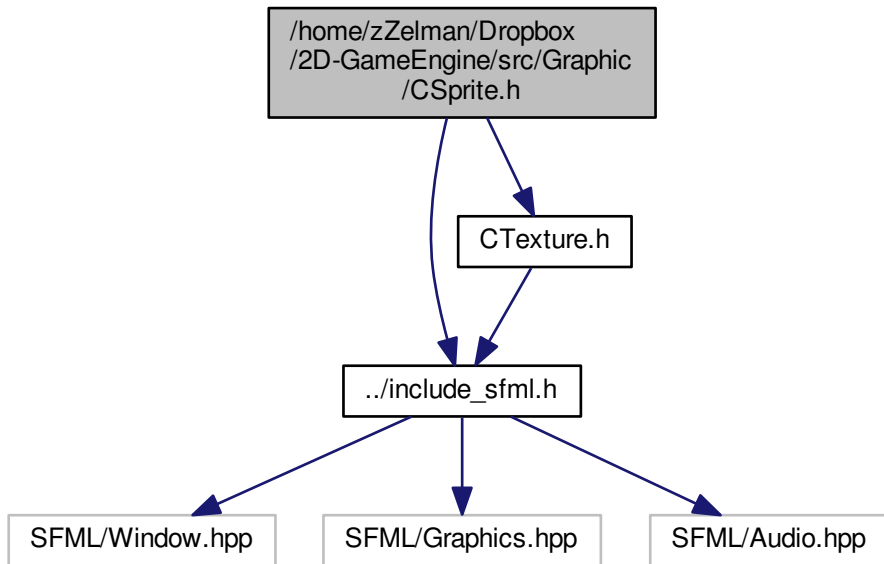 /home/zZelman/Dropbox
/2D-GameEngine/src/Graphic
/CSprite.h
CTexture.h
../include_sfml.h
SFML/Window.hpp
SFML/Graphics.hpp
SFML/Audio.hpp